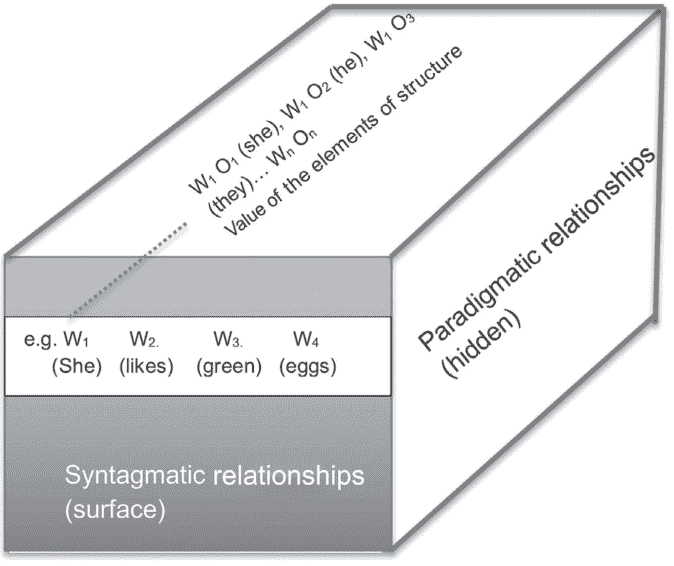 W₁ O₁ (she), W₁ O₂ (he), W₁ O₃
(they)... Wₙ Oₙ
Value of the elements of structure
e.g. W₁ W₂. W₃. W₄
(She) (likes) (green) (eggs)
Paradigmatic relationships
(hidden)
Syntagmatic relationships
(surface)